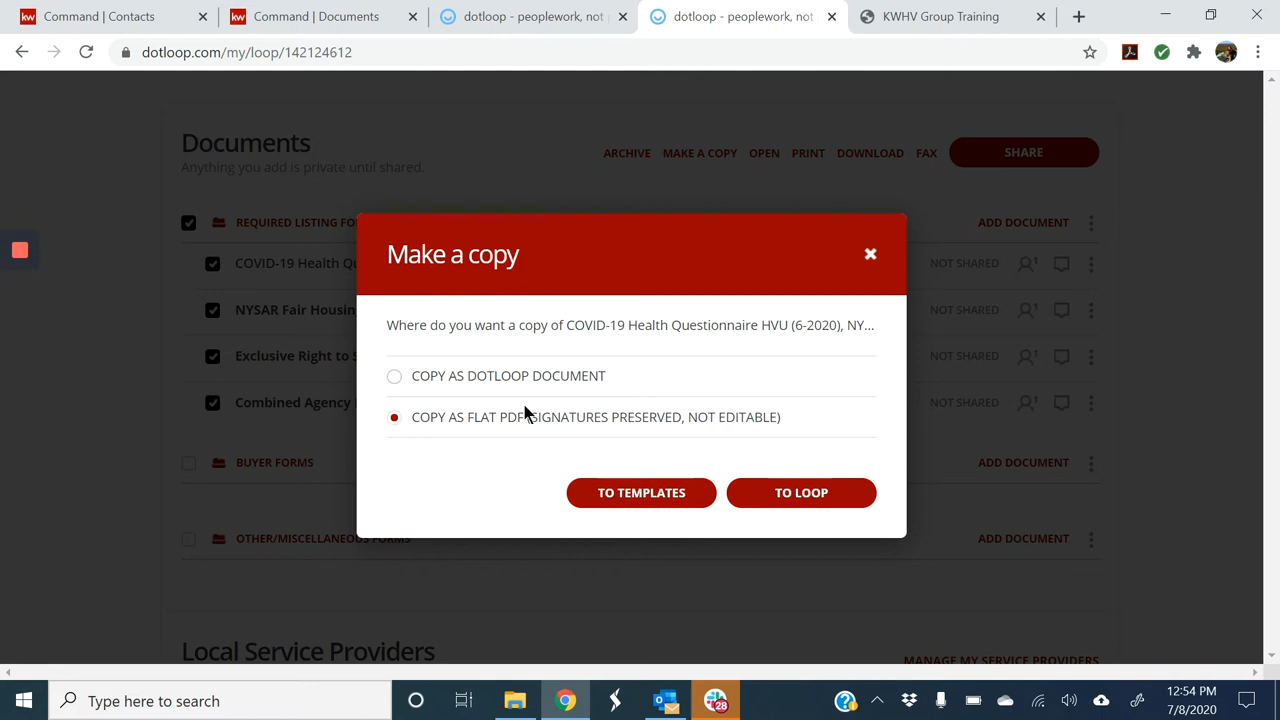 Command | Contacts
Command | Documents
dotloop - peoplework, not
dotloop - peoplework, not
KWHV Group Training
dotloop.com/my/loop/142124612
Documents
Anything you add is private until shared.
ARCHIVE MAKE A COPY OPEN PRINT DOWNLOAD FAX SHARE
REQUIRED LISTING FO
ADD DOCUMENT
COVID-19 Health Qu
NOT SHARED
NYSAR Fair Housin
NOT SHARED
Exclusive Right to S
NOT SHARED
Combined Agency
NOT SHARED
Make a copy
Where do you want a copy of COVID-19 Health Questionnaire HVU (6-2020), NY...
COPY AS DOTLOOP DOCUMENT
COPY AS FLAT PDF (SIGNATURES PRESERVED, NOT EDITABLE)
TO TEMPLATES
TO LOOP
BUYER FORMS
ADD DOCUMENT
OTHER/MISCELLANEOUS FORMS
ADD DOCUMENT
Local Service Providers
MANAGE MY SERVICE PROVIDERS
Type here to search
28
12:54 PM
7/8/2020